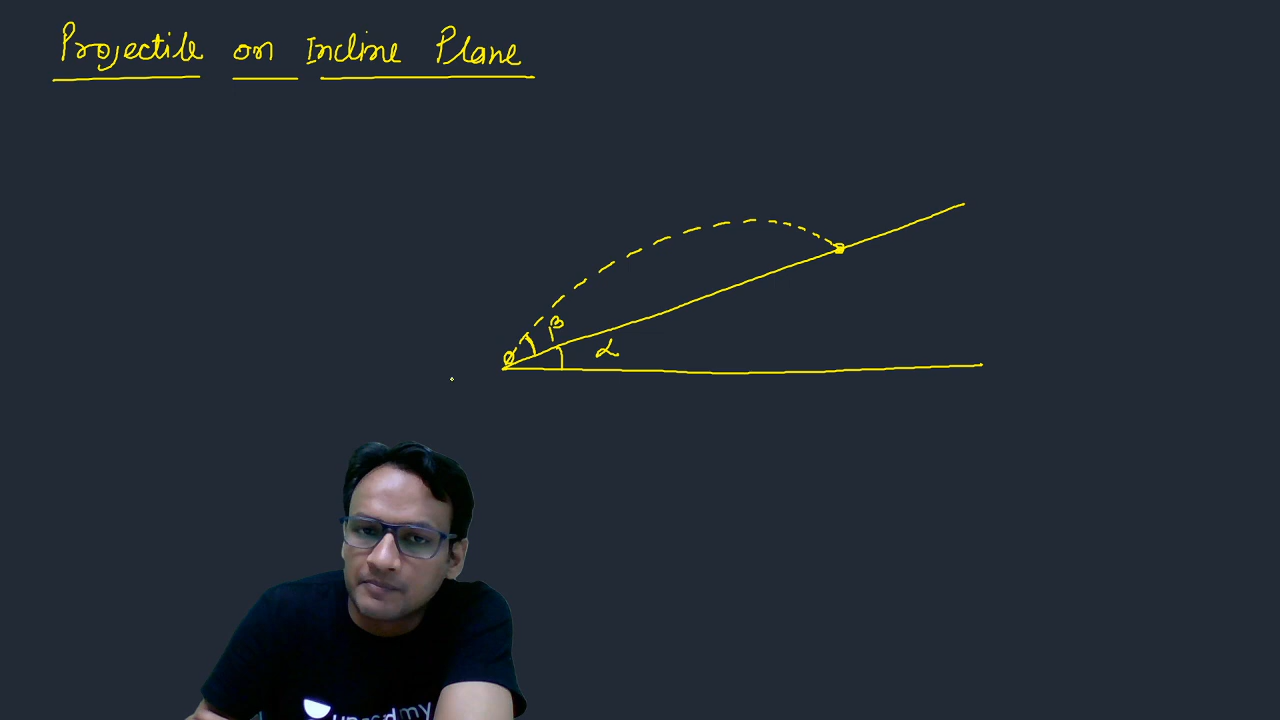 Projectile on Incline Plane
β
α